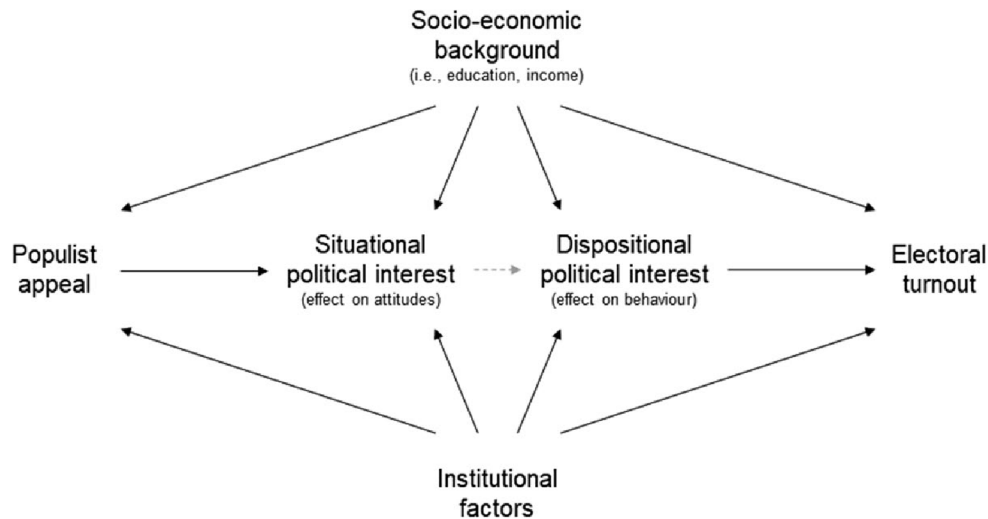 Socio-economic
background
(i.e., education, income)
Populist
appeal
Situational
political interest
(effect on attitudes)
Dispositional
political interest
(effect on behaviour)
Electoral
turnout
Institutional
factors